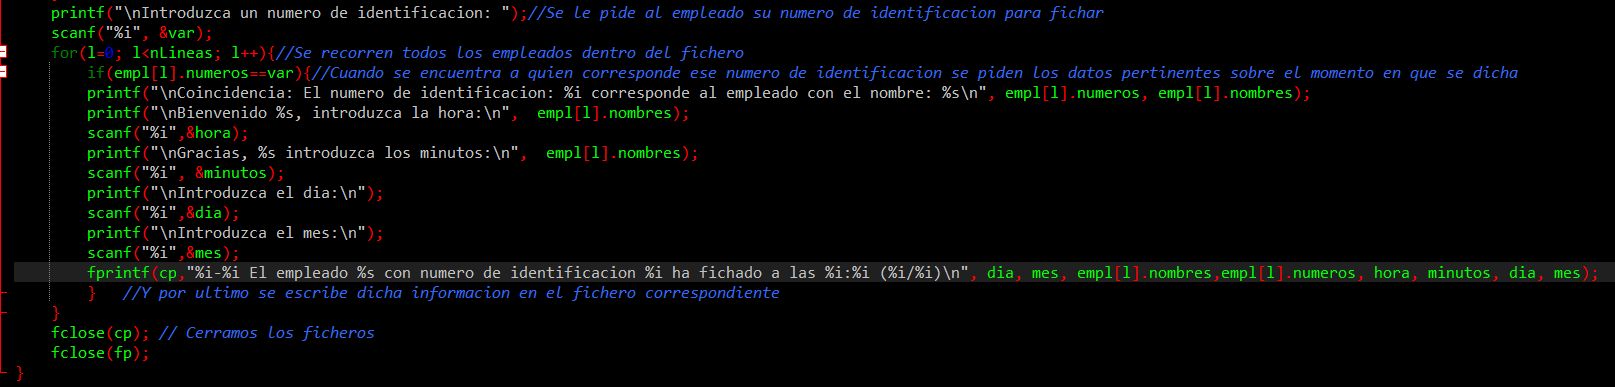 printf("\nIntroduzca un numero de identificacion: ");//Se le pide al empleado su numero de identificacion para fichar
scanf("%i", &var);
for(l=0; l<nLineas; l++){//Se recorren todos los empleados dentro del fichero
if(empl[l].numeros==var){//Cuando se encuentra a quien corresponde ese numero de identificacion se piden los datos pertinentes sobre el momento en que se dicha
printf("\nCoincidencia: El numero de identificacion: %i corresponde al empleado con el nombre: %s\n", empl[l].numeros, empl[l].nombres);
printf("\nBienvenido %s, introduzca la hora:\n",  empl[l].nombres);
scanf("%i",&hora);
printf("\nGracias, %s introduzca los minutos:\n",  empl[l].nombres);
scanf("%i", &minutos);
printf("\nIntroduzca el dia:\n");
scanf("%i",&dia);
printf("\nIntroduzca el mes:\n");
scanf("%i",&mes);
fprintf(cp,"%i-%i El empleado %s con numero de identificacion %i ha fichado a las %i:%i (%i/%i)\n", dia, mes, empl[l].nombres,empl[l].numeros, hora, minutos, dia, mes);
}   //Y por ultimo se escribe dicha informacion en el fichero correspondiente
}
fclose(cp); // Cerramos los ficheros
fclose(fp);
}